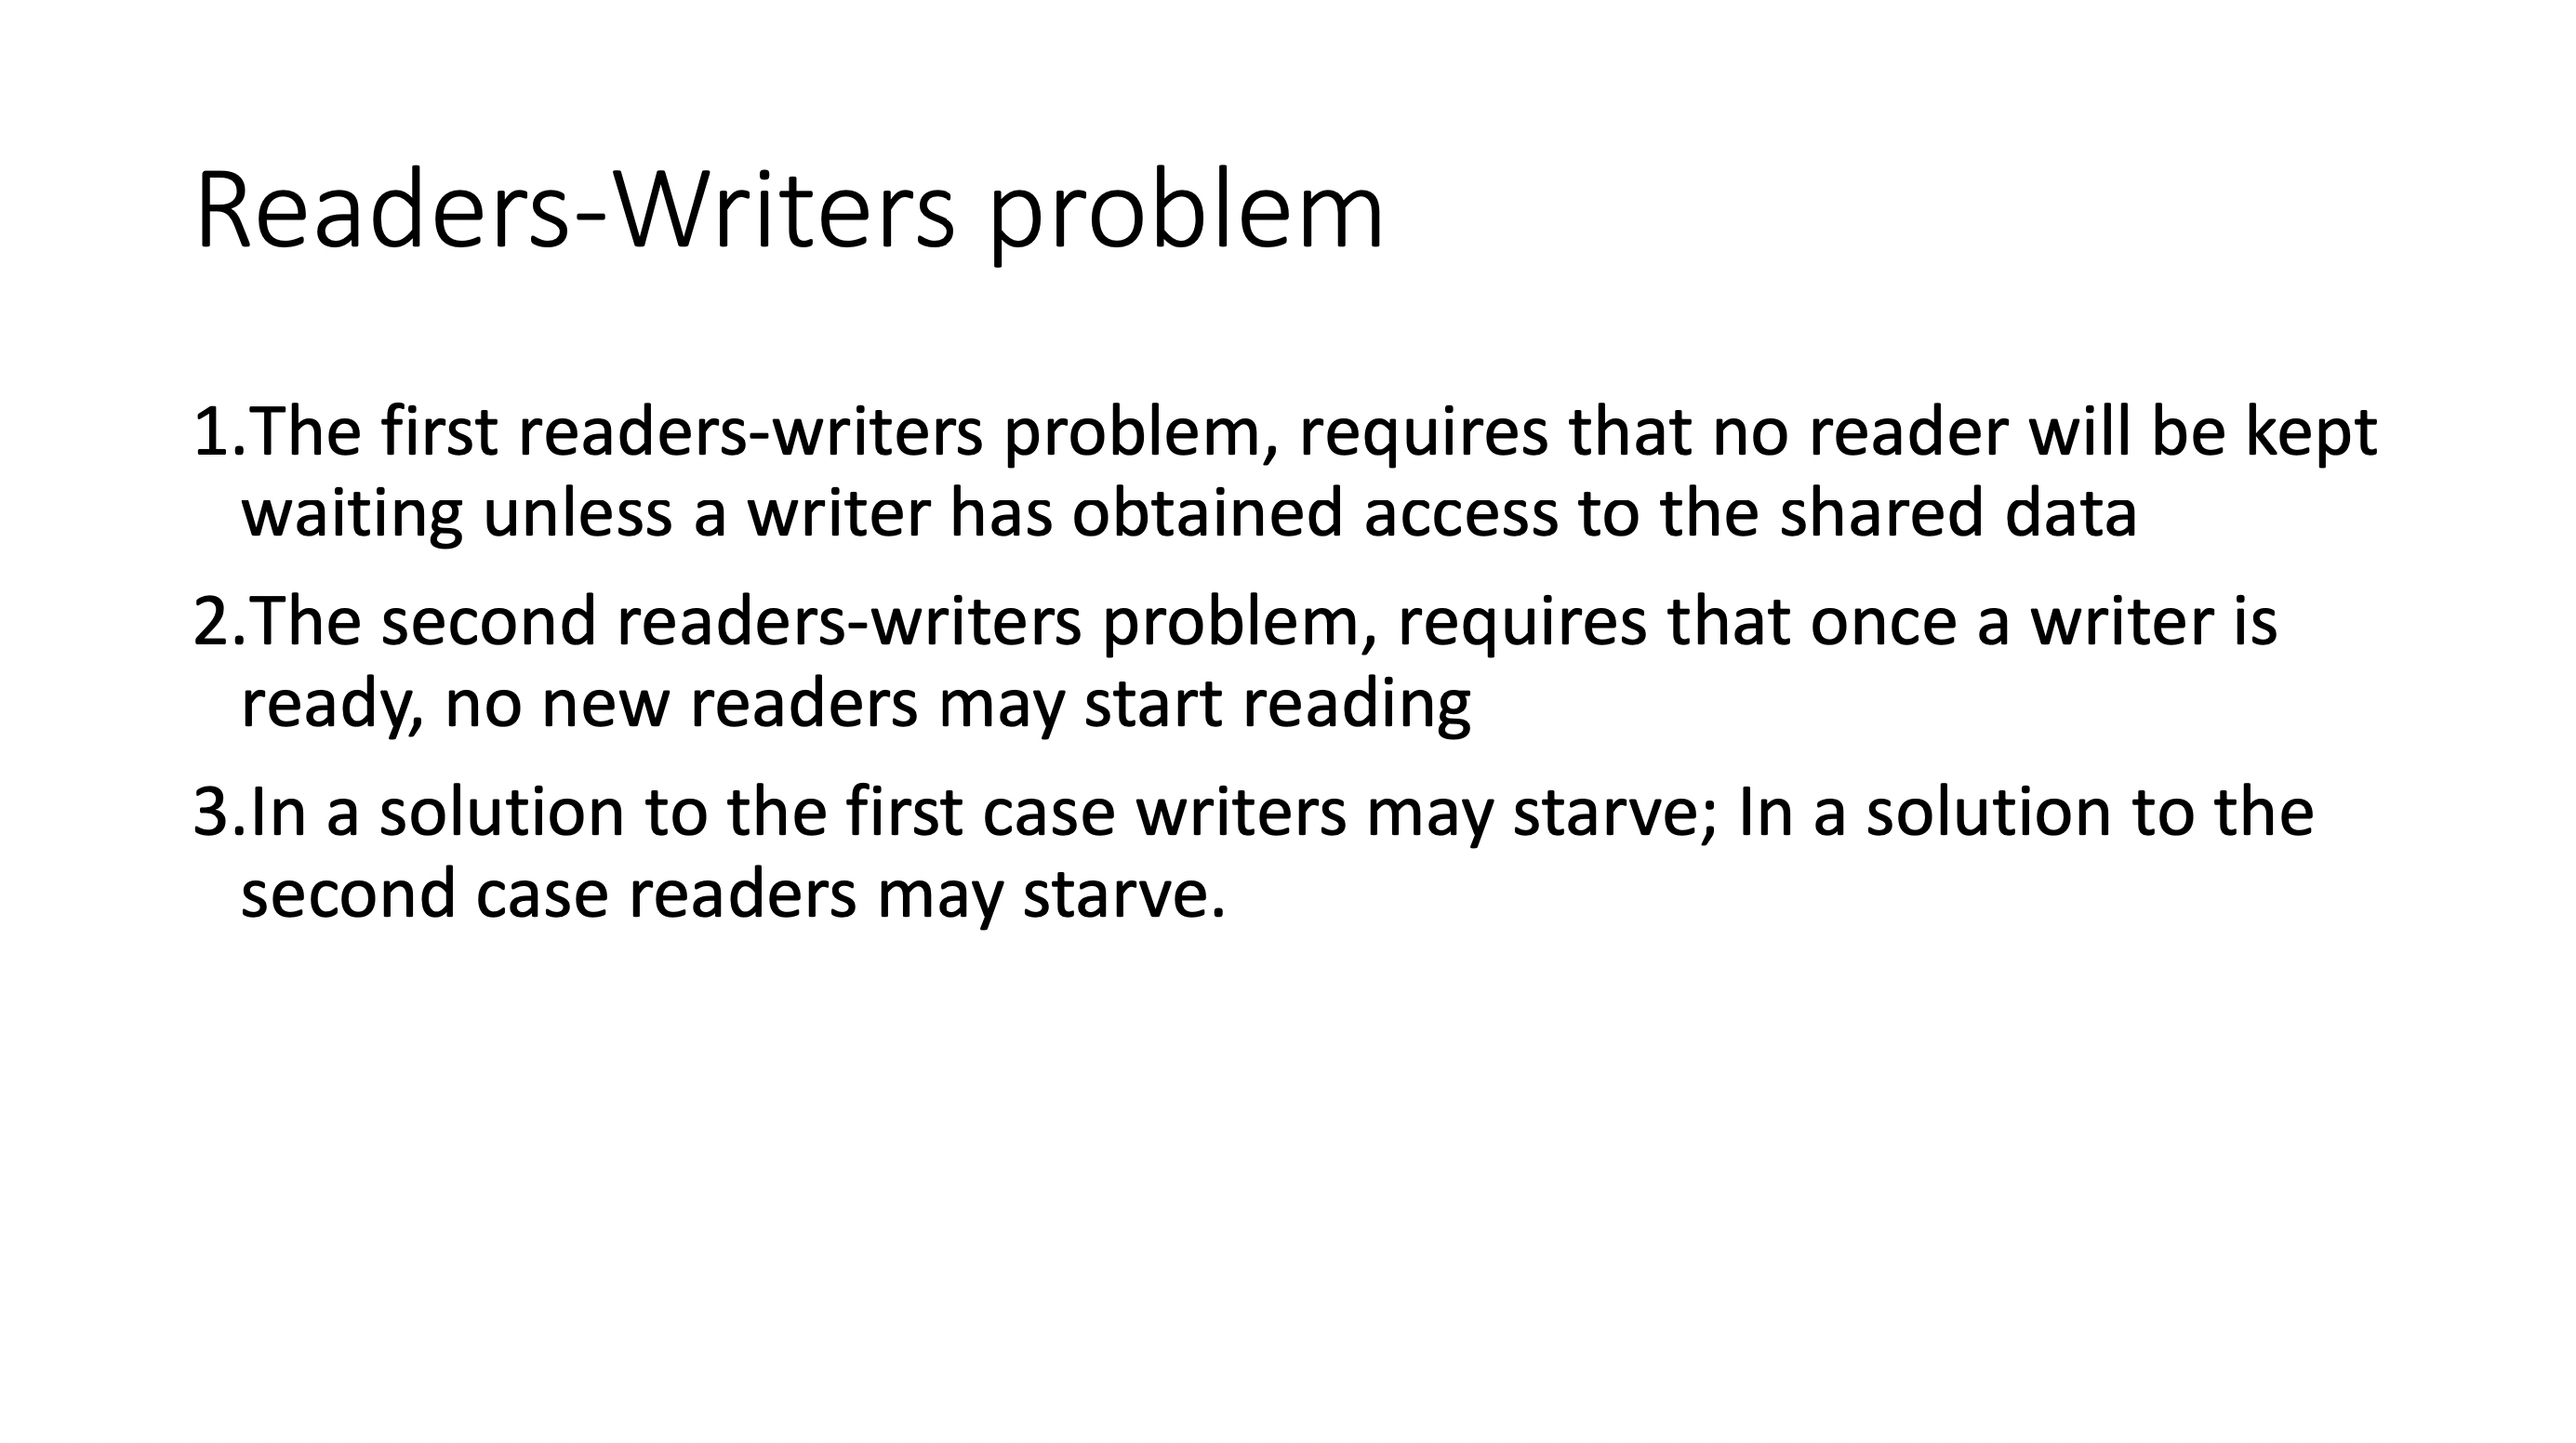 Readers-Writers problem
1.The first readers-writers problem, requires that no reader will be kept
waiting unless a writer has obtained access to the shared data
2.The second readers-writers problem, requires that once a writer is
ready, no new readers may start reading
3.In a solution to the first case writers may starve; In a solution to the
second case readers may starve.